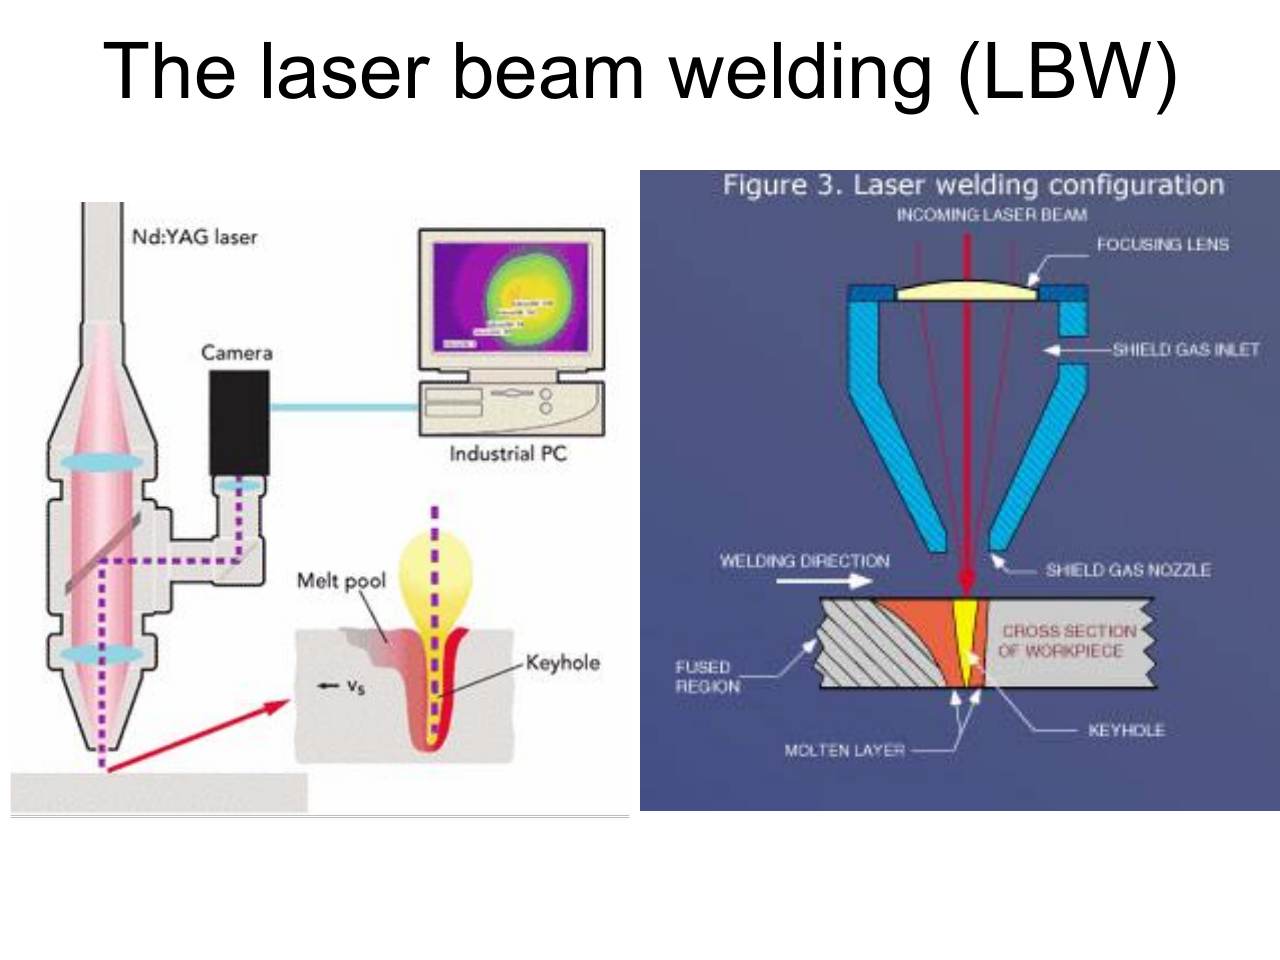 The laser beam welding (LBW)
Nd:YAG laser
Camera
Industrial PC
Melt pool
Keyhole
vs
Figure 3. Laser welding configuration
INCOMING LASER BEAM
FOCUSING LENS
SHIELD GAS INLET
WELDING DIRECTION
SHIELD GAS NOZZLE
CROSS SECTION
OF WORKPIECE
FUSED
REGION
KEYHOLE
MOLTEN LAYER